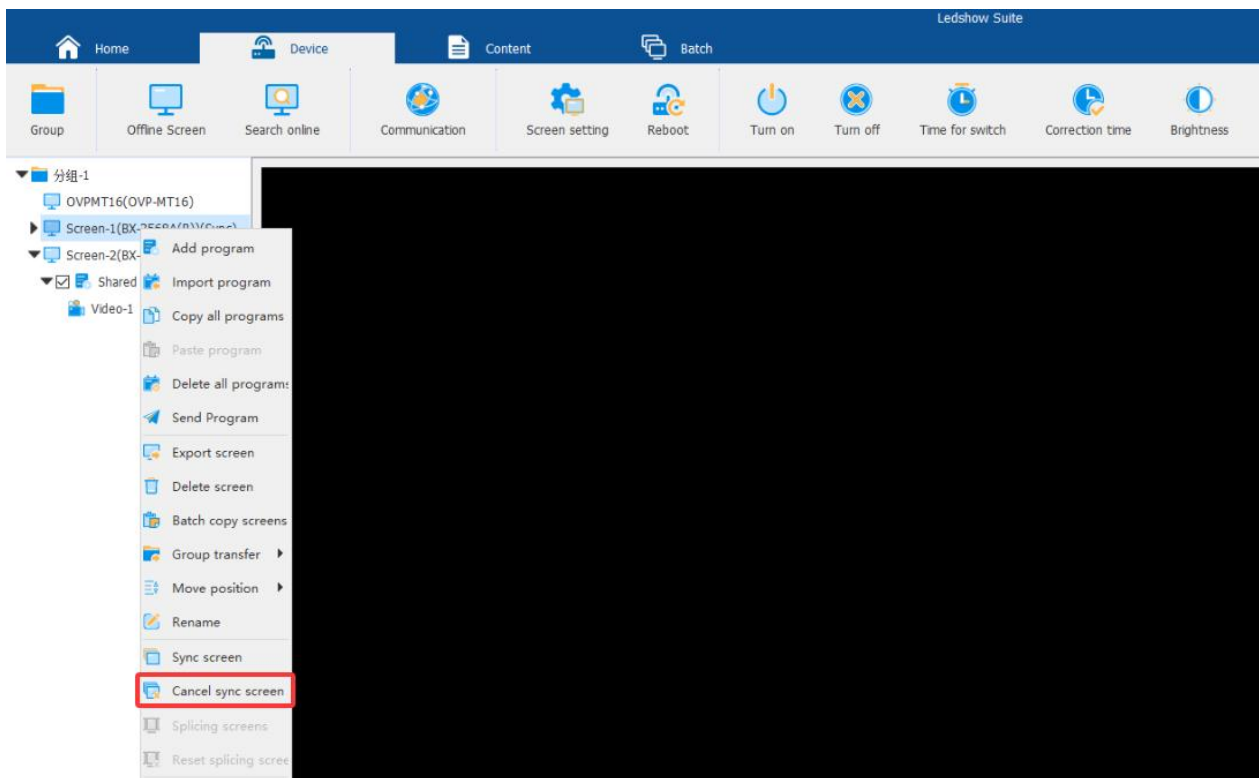 Ledshow Suite
Home Device Content Batch
Group Offline Screen Search online Communication Screen setting Reboot Turn on Turn off Time for switch Correction time Brightness
分组-1
OVPMT16(OVP-MT16)
Screen-1(BX-
Screen-2(BX-
Shared
Video-1
Add program
Import program
Copy all programs
Paste program
Delete all programs
Send Program
Export screen
Delete screen
Batch copy screens
Group transfer
Move position
Rename
Sync screen
Cancel sync screen
Splicing screens
Reset splicing scree